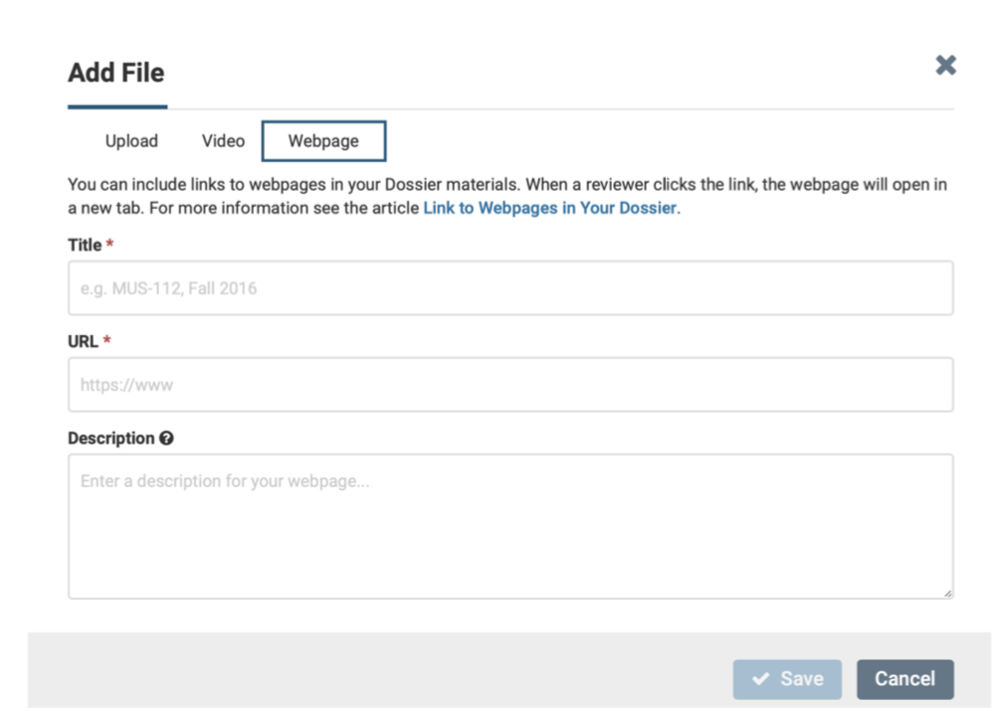 Add File
Upload
Video
Webpage
You can include links to webpages in your Dossier materials. When a reviewer clicks the link, the webpage will open in
a new tab. For more information see the article Link to Webpages in Your Dossier.
Title *
e.g. MUS-112, Fall 2016
URL *
https://www
Description
Enter a description for your webpage...
Save
Cancel